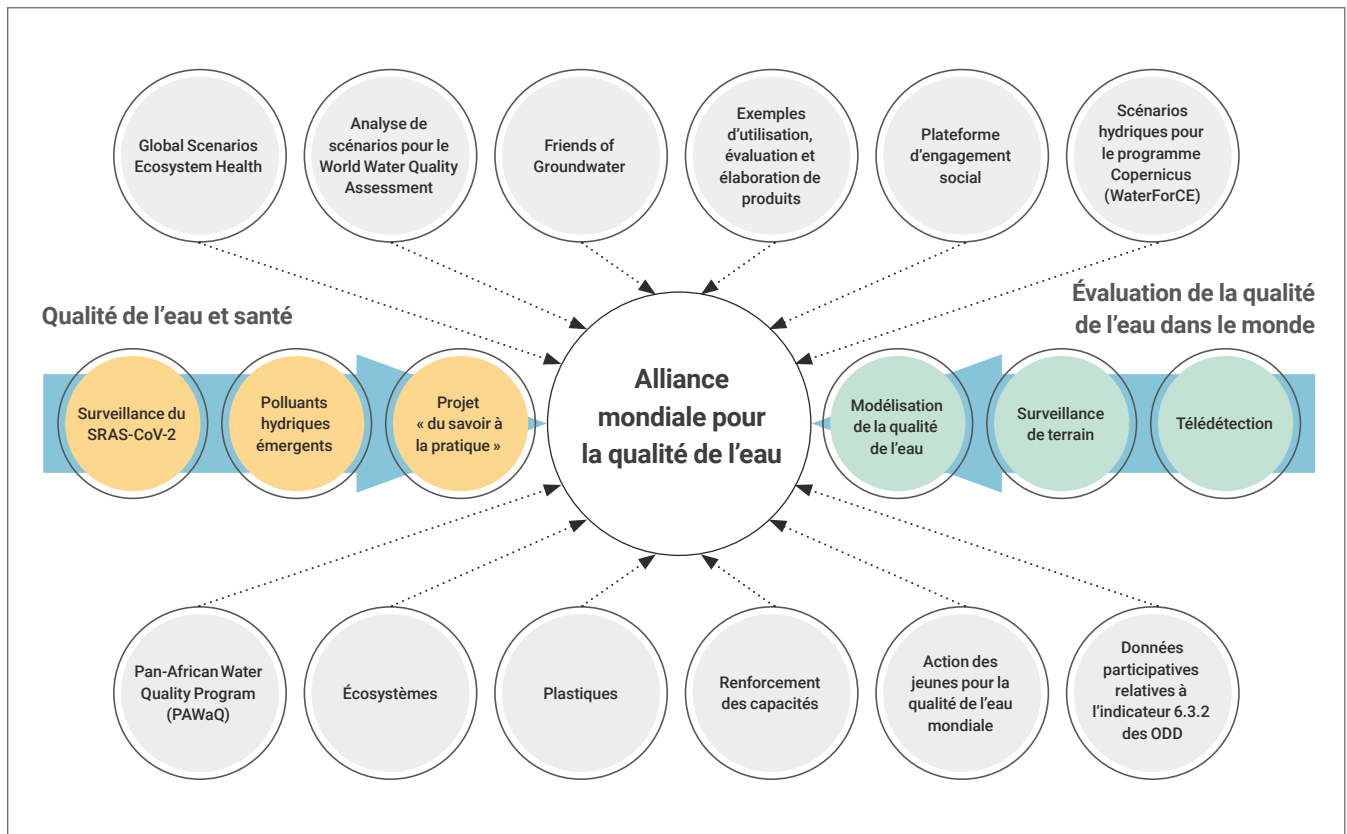 Global Scenarios
Ecosystem Health
Analyse de
scénarios pour le
World Water Quality
Assessment
Friends of
Groundwater
Exemples
d’utilisation,
évaluation et
élaboration de
produits
Plateforme
d’engagement
social
Scénarios
hydriques pour
le programme
Copernicus
(WaterForCE)
Qualité de l’eau et santé
Évaluation de la qualité
de l’eau dans le monde
Surveillance du
SRAS-CoV-2
Polluants
hydriques
émergents
Projet
« du savoir à
la pratique »
Alliance
mondiale pour
la qualité de l’eau
Modélisation
de la qualité
de l’eau
Surveillance
de terrain
Télédétection
Pan-African Water
Quality Program
(PAWaQ)
Écosystèmes
Plastiques
Renforcement
des capacités
Action des
jeunes pour la
qualité de l’eau
mondiale
Données
participatives
relatives à
l’indicateur 6.3.2
des ODD